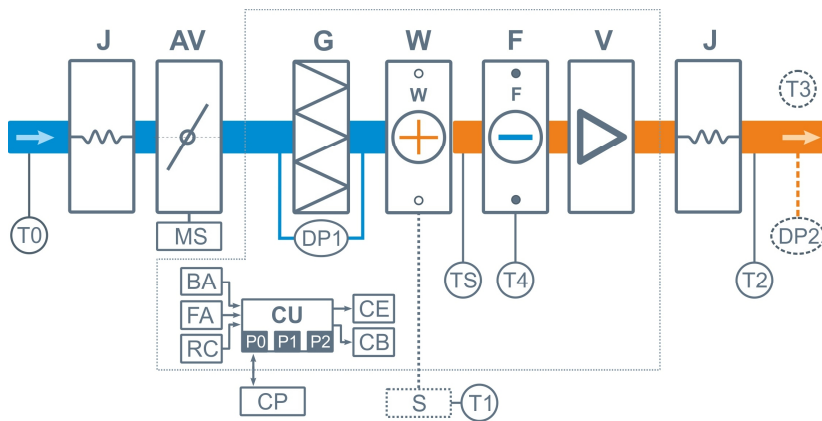 J AV G W F V J
W F
T3
T0
MS
DP1
DP2
TS T4 T2
BA
FA
RC
CU
P0 P1 P2
CE
CB
CP
S T1